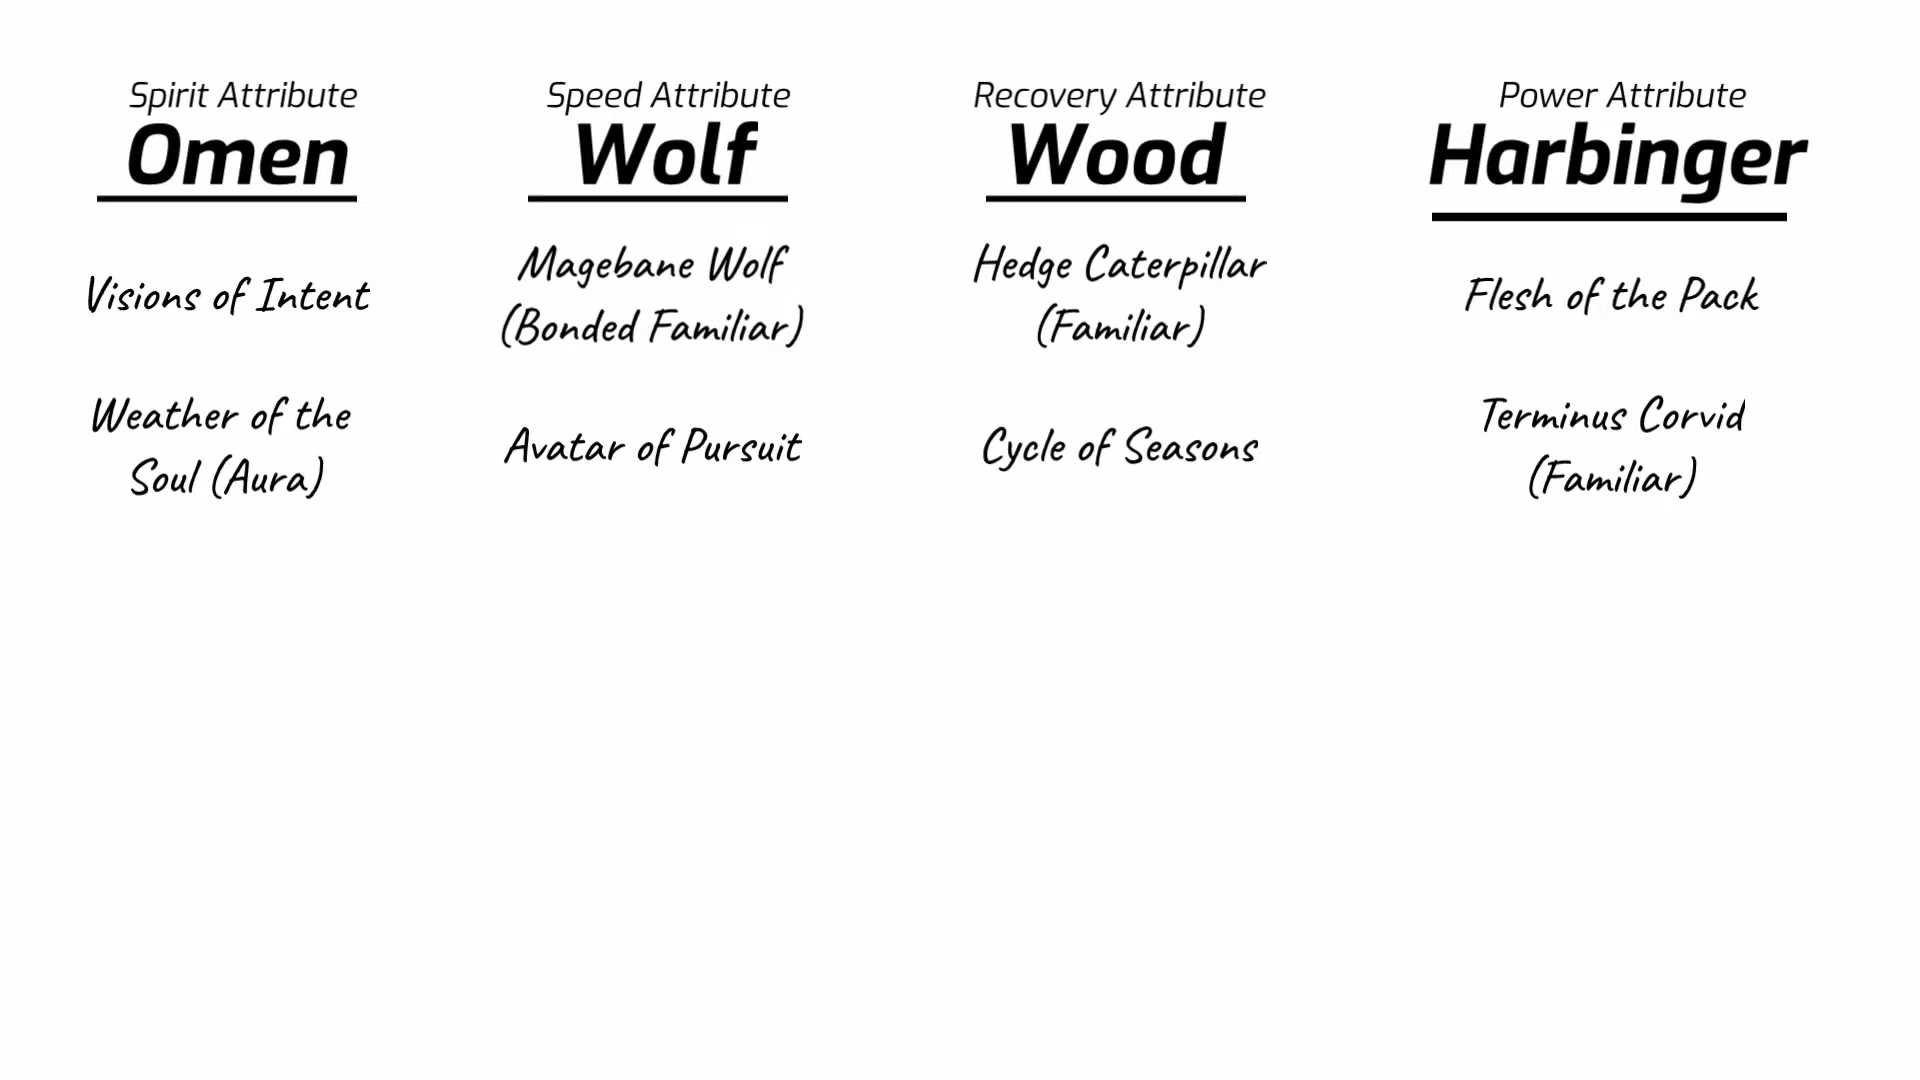 Spirit Attribute
Omen
Visions of Intent
Weather of the
Soul (Aura)
Speed Attribute
Wolf
Magebane Wolf
(Bonded Familiar)
Avatar of Pursuit
Recovery Attribute
Wood
Hedge Caterpillar
(Familiar)
Cycle of Seasons
Power Attribute
Harbinger
Flesh of the Pack
Terminus Corvid
(Familiar)